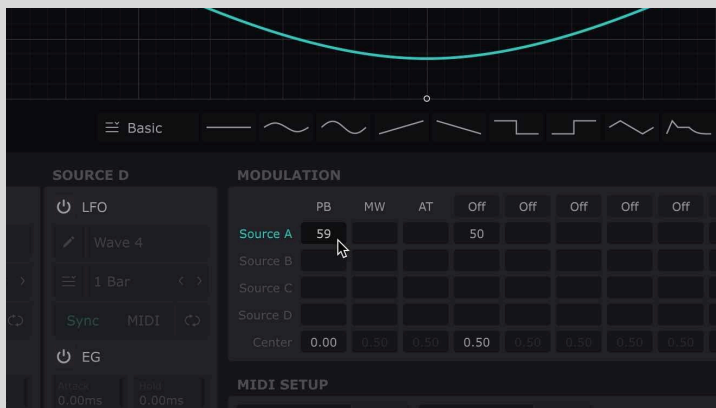 Basic
SOURCE D
MODULATION
LFO
PB MW AT Off Off Off Off Off
Wave 4
Source A 59 50
Source B
1 Bar
Source C
Sync MIDI
Source D
Center 0.00 0.50 0.50 0.50 0.50 0.50 0.50 0.50
EG
Attack Hold
0.00ms 0.00ms
MIDI SETUP